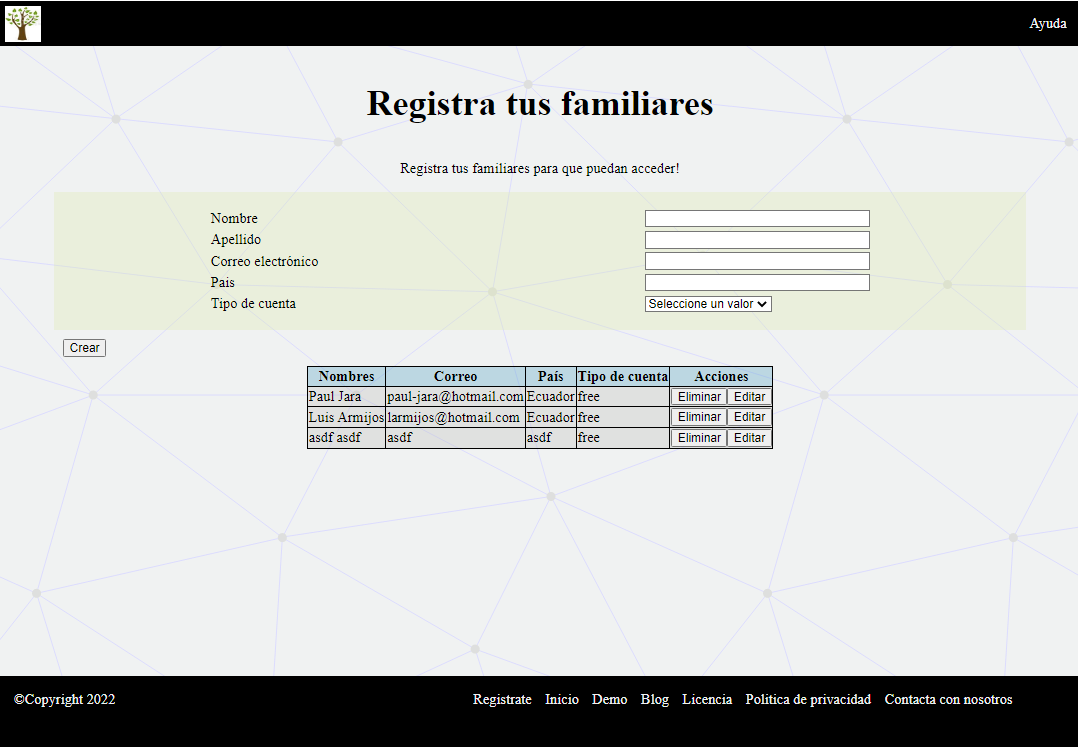 Ayuda
Registra tus familiares
Registra tus familiares para que puedan acceder!
Nombre
Apellido
Correo electrónico
País
Tipo de cuenta Seleccione un valor
Crear
Nombres Correo País Tipo de cuenta Acciones
Paul Jara paul-jara@hotmail.com Ecuador free Eliminar Editar
Luis Armijos larmijos@hotmail.com Ecuador free Eliminar Editar
asdf asdf asdf asdf free Eliminar Editar
©Copyright 2022 Registrate Inicio Demo Blog Licencia Política de privacidad Contacta con nosotros